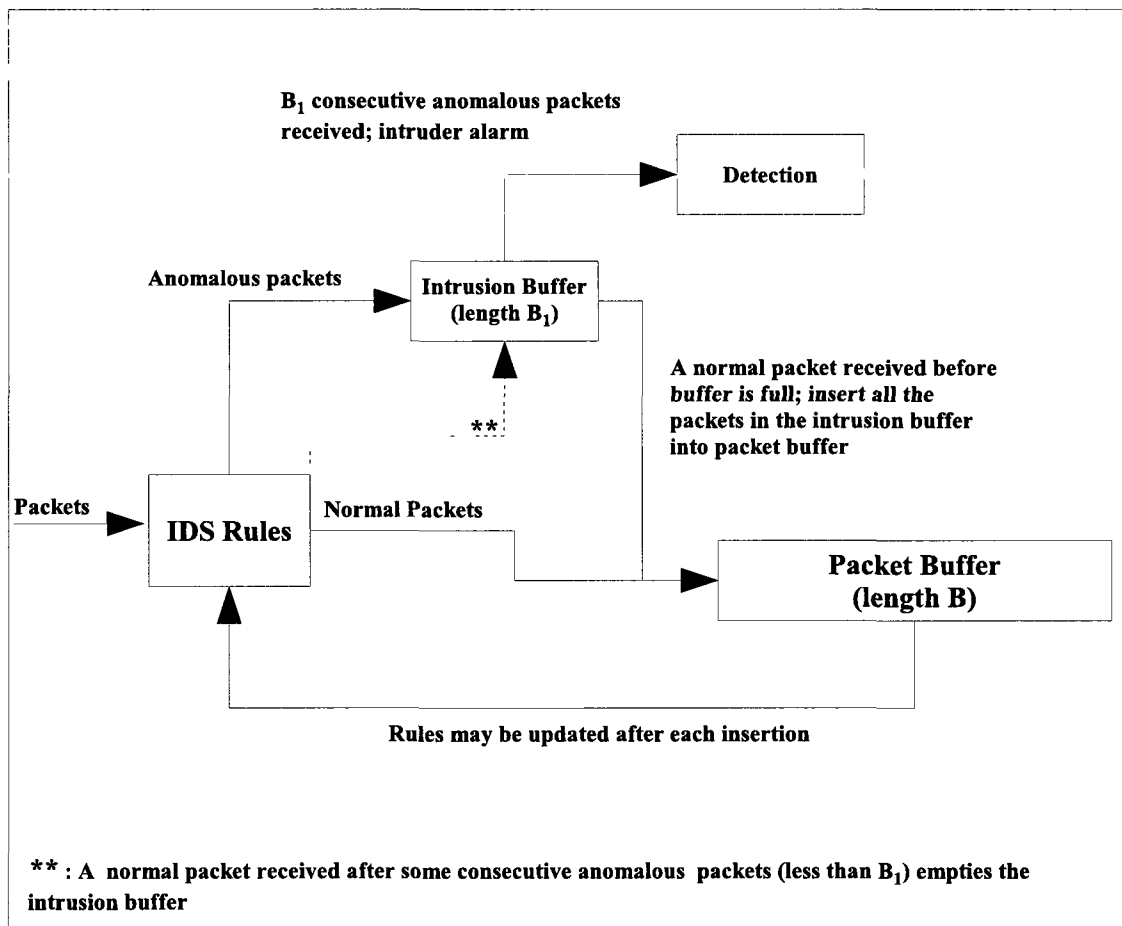 B₁ consecutive anomalous packets
received; intruder alarm
Detection
Anomalous packets
Intrusion Buffer
(length B₁)
A normal packet received before
buffer is full; insert all the
packets in the intrusion buffer
into packet buffer
**
Packets
IDS Rules
Normal Packets
Packet Buffer
(length B)
Rules may be updated after each insertion
** : A normal packet received after some consecutive anomalous packets (less than B₁) empties the
intrusion buffer